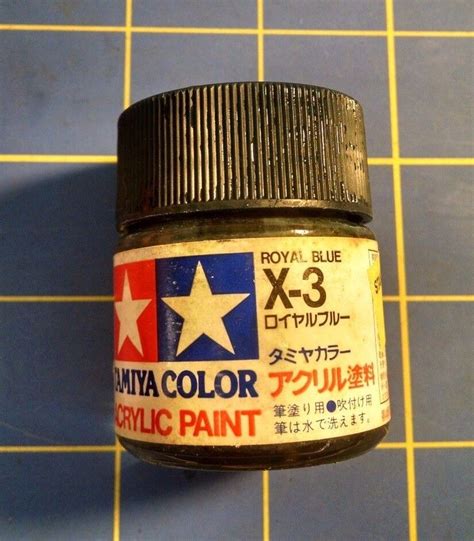 ROYAL BLUE
X-3
ロイヤルブルー
タミヤカラー
アクリル塗料
筆塗り用●吹付け用
筆は水で洗えます。
TAMIYA COLOR
ACRYLIC PAINT